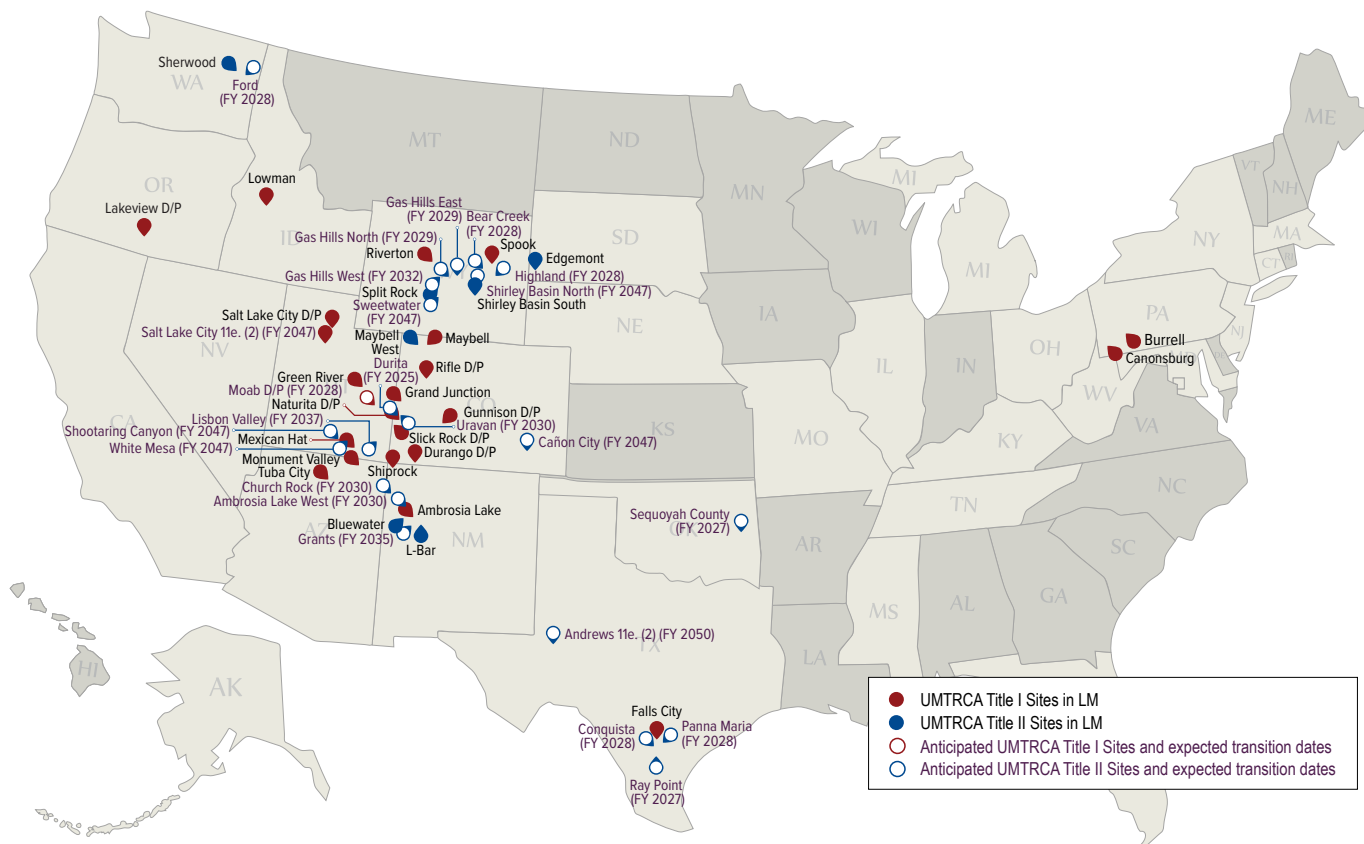 Sherwood
WA
Ford
(FY 2028)
MT
ND
ME
VT
NH
OR
Lowman
MN
MI
Lakeview D/P
ID
Gas Hills East
(FY 2029)
Bear Creek
(FY 2028)
Gas Hills North (FY 2029)
Spook
SD
WI
NY
MA
CT
RI
Riverton
Edgemont
Gas Hills West (FY 2032)
Highland (FY 2028)
MI
Split Rock
Shirley Basin North (FY 2047)
Shirley Basin South
Sweetwater
(FY 2047)
IA
PA
Salt Lake City D/P
Salt Lake City 11e. (2) (FY 2047)
NE
NJ
NV
Maybell
West
Maybell
Burrell
Canonsburg
OH
IN
IL
Durita
(FY 2025)
Rifle D/P
Green River
Moab D/P (FY 2028)
Grand Junction
WV
CA
Naturita D/P
CO
Gunnison D/P
Lisbon Valley (FY 2037)
Uravan (FY 2030)
KS
MO
KY
VA
Shootaring Canyon (FY 2047)
Mexican Hat
Slick Rock D/P
Cañon City (FY 2047)
White Mesa (FY 2047)
Durango D/P
Monument Valley
Tuba City
Shiprock
Church Rock (FY 2030)
Ambrosia Lake West (FY 2030)
TN
NC
Ambrosia Lake
Sequoyah County
(FY 2027)
OK
Bluewater
AZ
Grants (FY 2035)
NM
L-Bar
AR
SC
MS
AL
GA
Andrews 11e. (2) (FY 2050)
TX
LA
HI
AK
Falls City
Conquista
(FY 2028)
Panna Maria
(FY 2028)
Ray Point
(FY 2027)
UMTRCA Title I Sites in LM
UMTRCA Title II Sites in LM
Anticipated UMTRCA Title I Sites and expected transition dates
Anticipated UMTRCA Title II Sites and expected transition dates